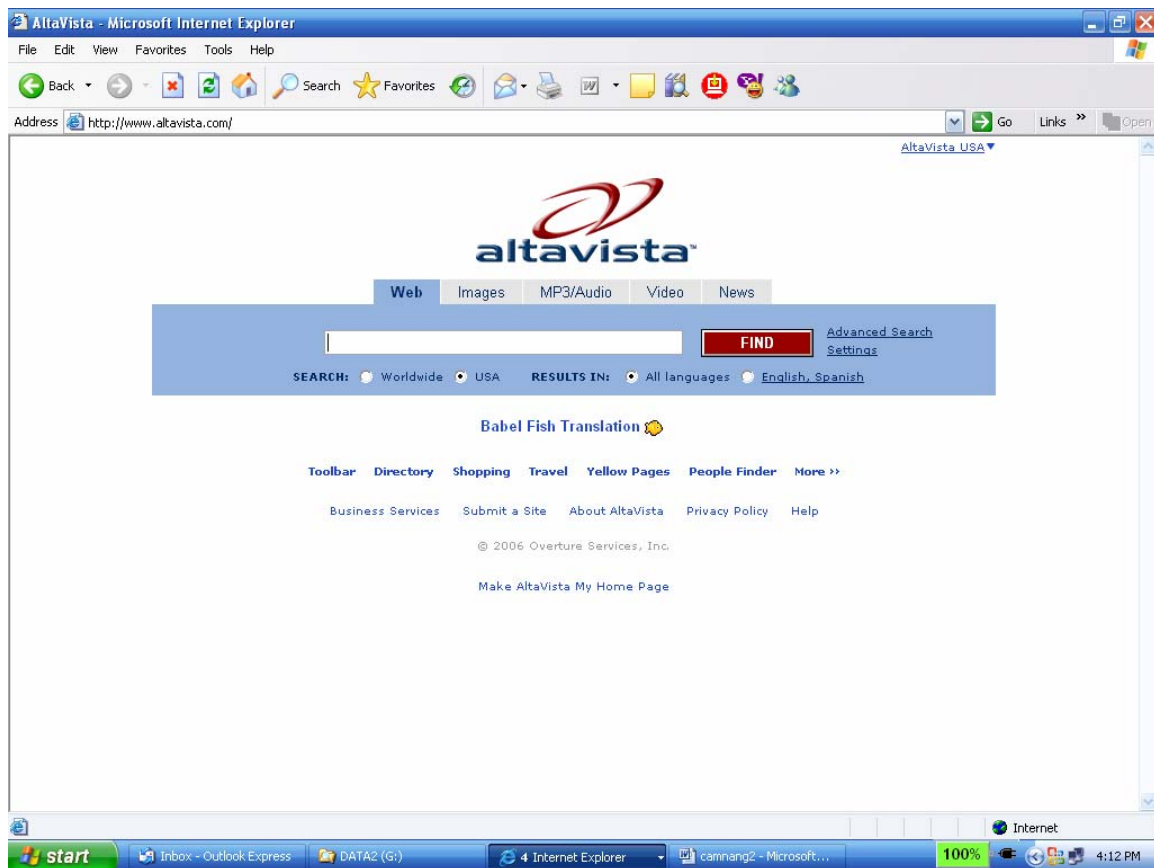 AltaVista - Microsoft Internet Explorer
File Edit View Favorites Tools Help
Back Search Favorites
Address http://www.altavista.com/ Go Links » Open
AltaVista USA
altavista™
Web Images MP3/Audio Video News
FIND Advanced Search
Settings
SEARCH: Worldwide USA RESULTS IN: All languages English, Spanish
Babel Fish Translation
Toolbar Directory Shopping Travel Yellow Pages People Finder More >>
Business Services Submit a Site About AltaVista Privacy Policy Help
© 2006 Overture Services, Inc.
Make AltaVista My Home Page
Internet
start Inbox - Outlook Express DATA2 (G:) 4 Internet Explorer camnang2 - Microsoft... 100% 4:12 PM